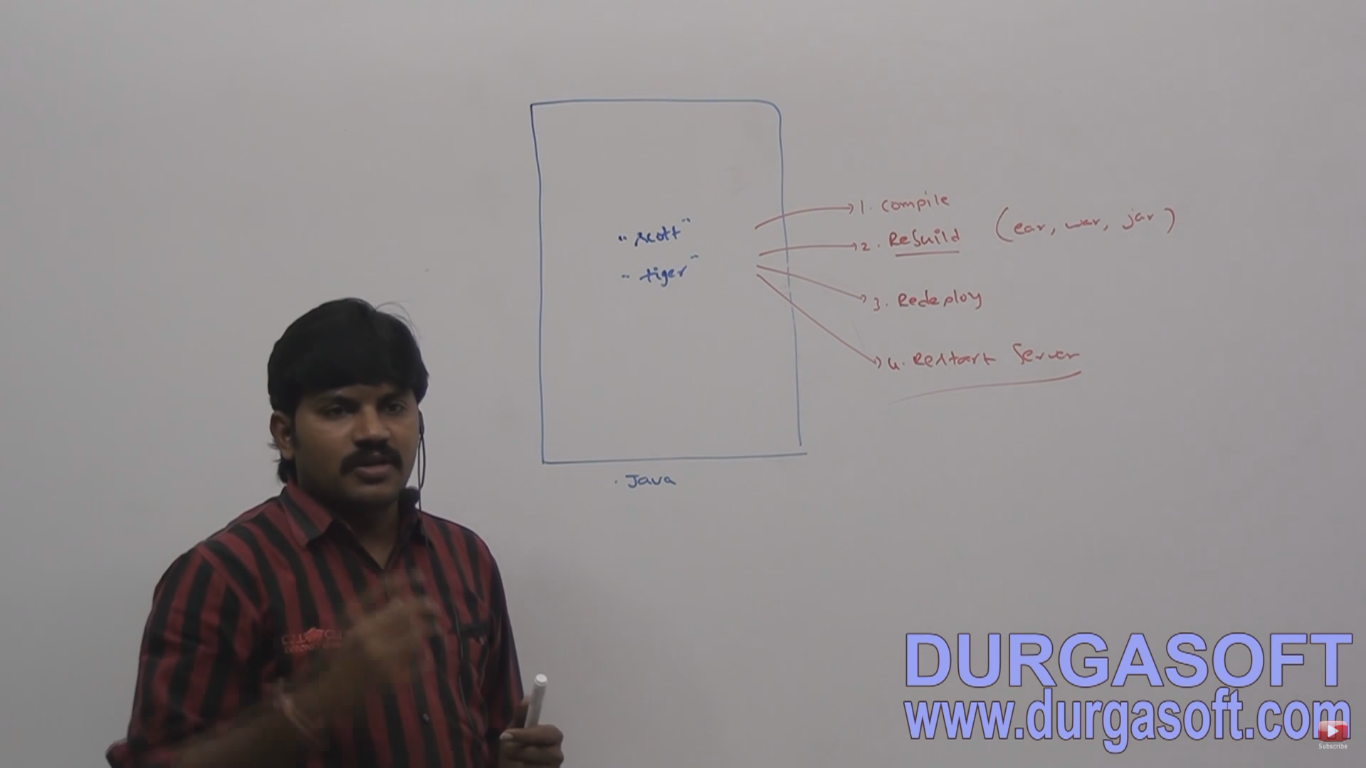 "scott"
"tiger"
.Java
1. Compile
2. Rebuild (ear, war, jar)
3. Redeploy
4. Restart Server
DURGASOFT
www.durgasoft.com
Subscribe